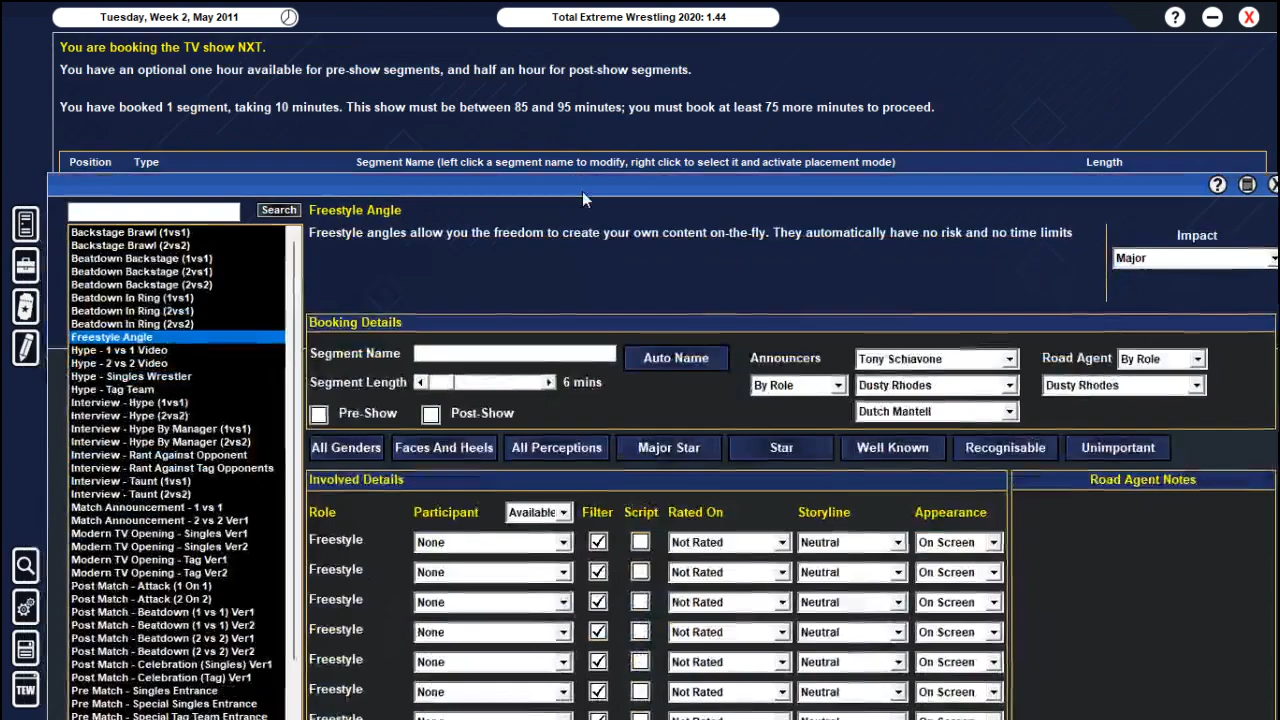 Tuesday, Week 2, May 2011
Total Extreme Wrestling 2020: 1.44
?
X
You are booking the TV show NXT.
You have an optional one hour available for pre-show segments, and half an hour for post-show segments.
You have booked 1 segment, taking 10 minutes. This show must be between 85 and 95 minutes; you must book at least 75 more minutes to proceed.
Position Type Segment Name (left click a segment name to modify, right click to select it and activate placement mode) Length
?
Search
Freestyle Angle
Freestyle angles allow you the freedom to create your own content on-the-fly. They automatically have no risk and no time limits
Impact
Major
Backstage Brawl (1vs1)
Backstage Brawl (2vs2)
Beatdown Backstage (1vs1)
Beatdown Backstage (2vs1)
Beatdown Backstage (2vs2)
Beatdown In Ring (1vs1)
Beatdown In Ring (2vs1)
Beatdown In Ring (2vs2)
Freestyle Angle
Hype - 1 vs 1 Video
Hype - 2 vs 2 Video
Hype - Singles Wrestler
Hype - Tag Team
Interview - Hype (1vs1)
Interview - Hype (2vs2)
Interview - Hype By Manager (1vs1)
Interview - Hype By Manager (2vs2)
Interview - Rant Against Opponent
Interview - Rant Against Tag Opponents
Interview - Taunt (1vs1)
Interview - Taunt (2vs2)
Match Announcement - 1 vs 1
Match Announcement - 2 vs 2 Ver1
Modern TV Opening - Singles Ver1
Modern TV Opening - Singles Ver2
Modern TV Opening - Tag Ver1
Modern TV Opening - Tag Ver2
Post Match - Attack (1 On 1)
Post Match - Attack (2 On 2)
Post Match - Beatdown (1 vs 1) Ver1
Post Match - Beatdown (1 vs 1) Ver2
Post Match - Beatdown (2 vs 2) Ver1
Post Match - Beatdown (2 vs 2) Ver2
Post Match - Celebration (Singles) Ver1
Post Match - Celebration (Tag) Ver1
Pre Match - Singles Entrance
Pre Match - Special Singles Entrance
Pre Match - Special Tag Team Entrance
Booking Details
Segment Name Auto Name Announcers Tony Schiavone Road Agent By Role
Segment Length 6 mins By Role Dusty Rhodes Dusty Rhodes
Pre-Show Post-Show Dutch Mantell
All Genders Faces And Heels All Perceptions Major Star Star Well Known Recognisable Unimportant
Involved Details
Road Agent Notes
Role Participant Available Filter Script Rated On Storyline Appearance
Freestyle None Not Rated Neutral On Screen
Freestyle None Not Rated Neutral On Screen
Freestyle None Not Rated Neutral On Screen
Freestyle None Not Rated Neutral On Screen
Freestyle None Not Rated Neutral On Screen
Freestyle None Not Rated Neutral On Screen
Freestyle
TEW